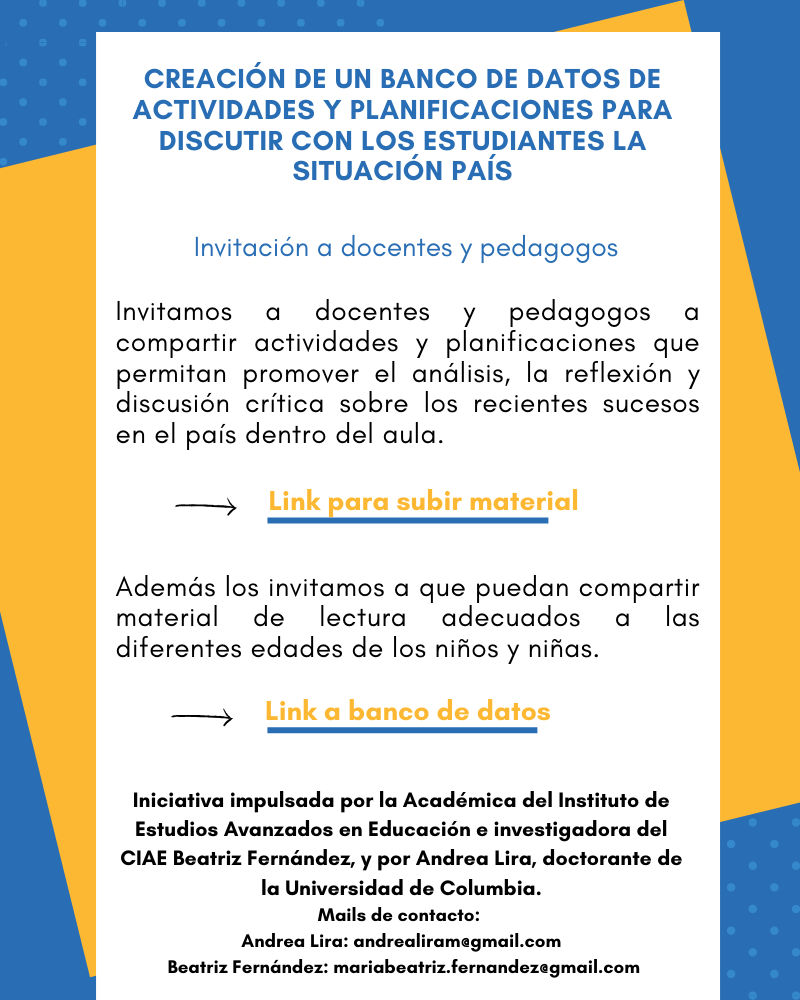 CREACIÓN DE UN BANCO DE DATOS DE
ACTIVIDADES Y PLANIFICACIONES PARA
DISCUTIR CON LOS ESTUDIANTES LA
SITUACIÓN PAÍS
Invitación a docentes y pedagogos
Invitamos a docentes y pedagogos a
compartir actividades y planificaciones que
permitan promover el análisis, la reflexión y
discusión crítica sobre los recientes sucesos
en el país dentro del aula.
Link para subir material
Además los invitamos a que puedan compartir
material de lectura adecuados a las
diferentes edades de los niños y niñas.
Link a banco de datos
Iniciativa impulsada por la Académica del Instituto de
Estudios Avanzados en Educación e investigadora del
CIAE Beatriz Fernández, y por Andrea Lira, doctorante de
la Universidad de Columbia.
Mails de contacto:
Andrea Lira: andrealiram@gmail.com
Beatriz Fernández: mariabeatriz.fernandez@gmail.com